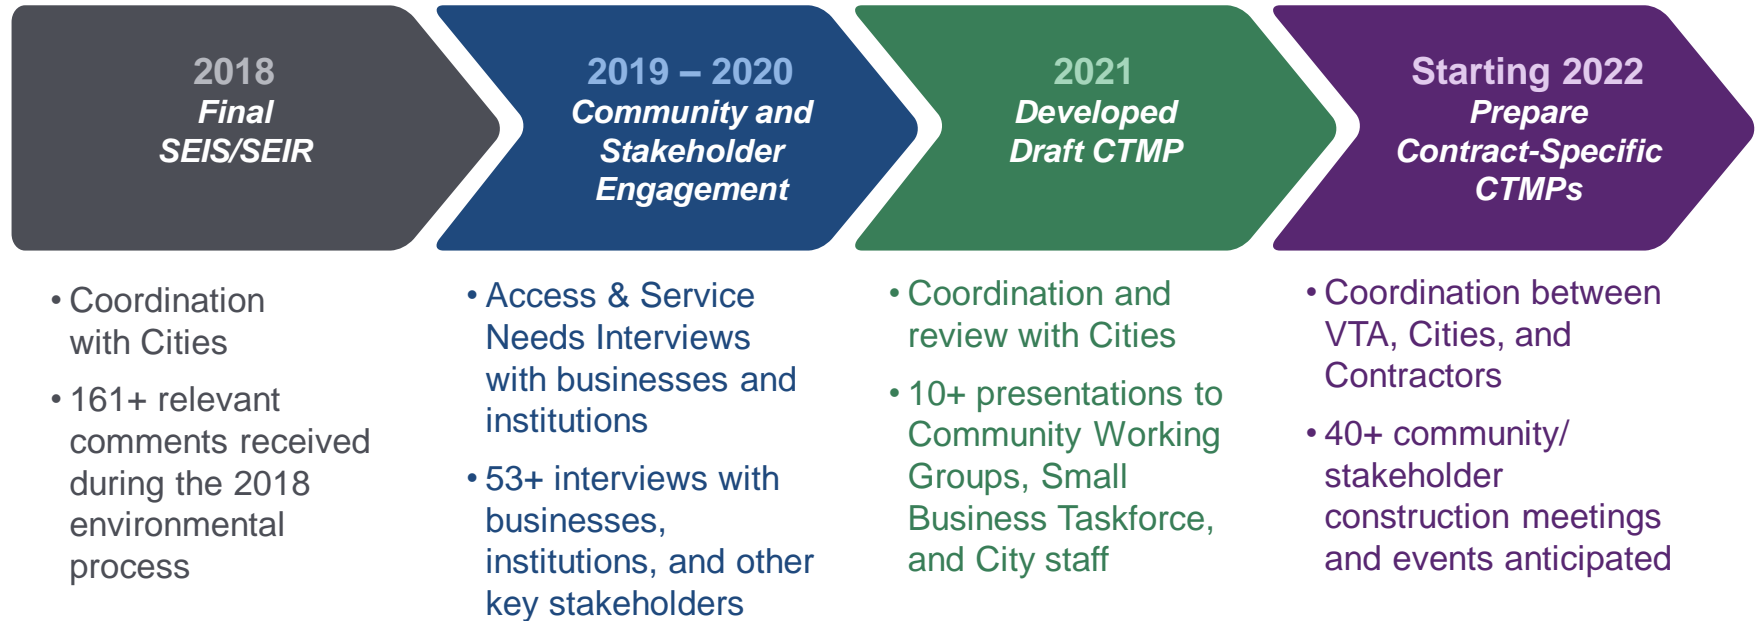 2018
Final
SEIS/SEIR
• Coordination
with Cities
• 161+ relevant
comments received
during the 2018
environmental
process
2019 – 2020
Community and
Stakeholder
Engagement
• Access & Service
Needs Interviews
with businesses and
institutions
• 53+ interviews with
businesses,
institutions, and other
key stakeholders
2021
Developed
Draft CTMP
• Coordination and
review with Cities
• 10+ presentations to
Community Working
Groups, Small
Business Taskforce,
and City staff
Starting 2022
Prepare
Contract-Specific
CTMPs
• Coordination between
VTA, Cities, and
Contractors
• 40+ community/
stakeholder
construction meetings
and events anticipated